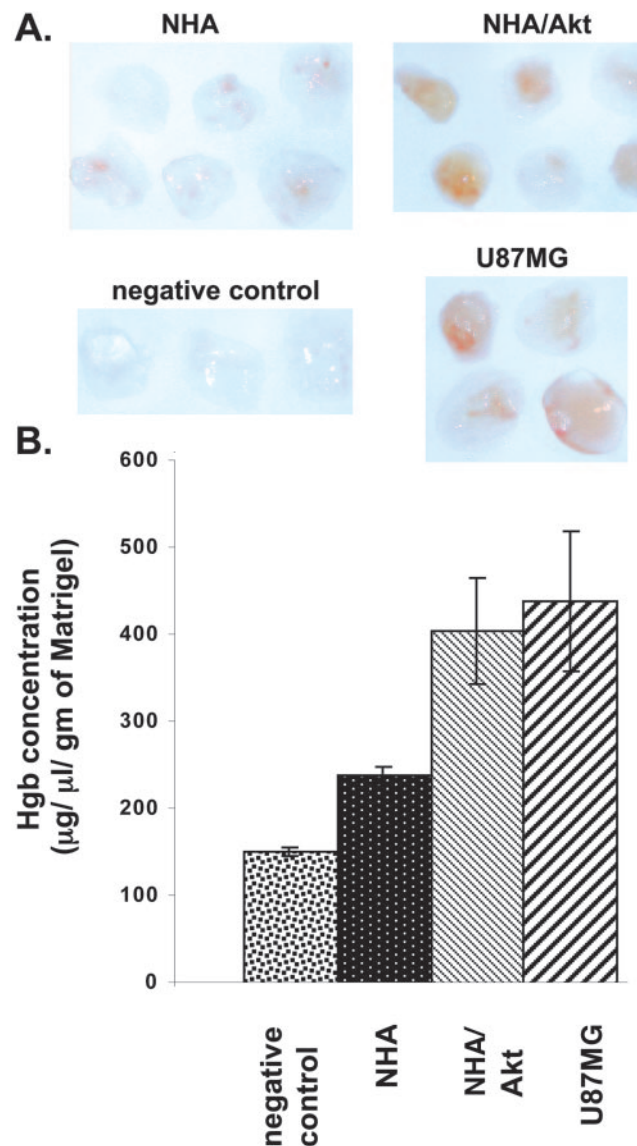 A.
NHA
NHA/Akt
negative control
U87MG
B.
Hgb concentration
(μg/ μl/ gm of Matrigel)
600
500
400
300
200
100
0
negative
control
NHA
NHA/
Akt
U87MG